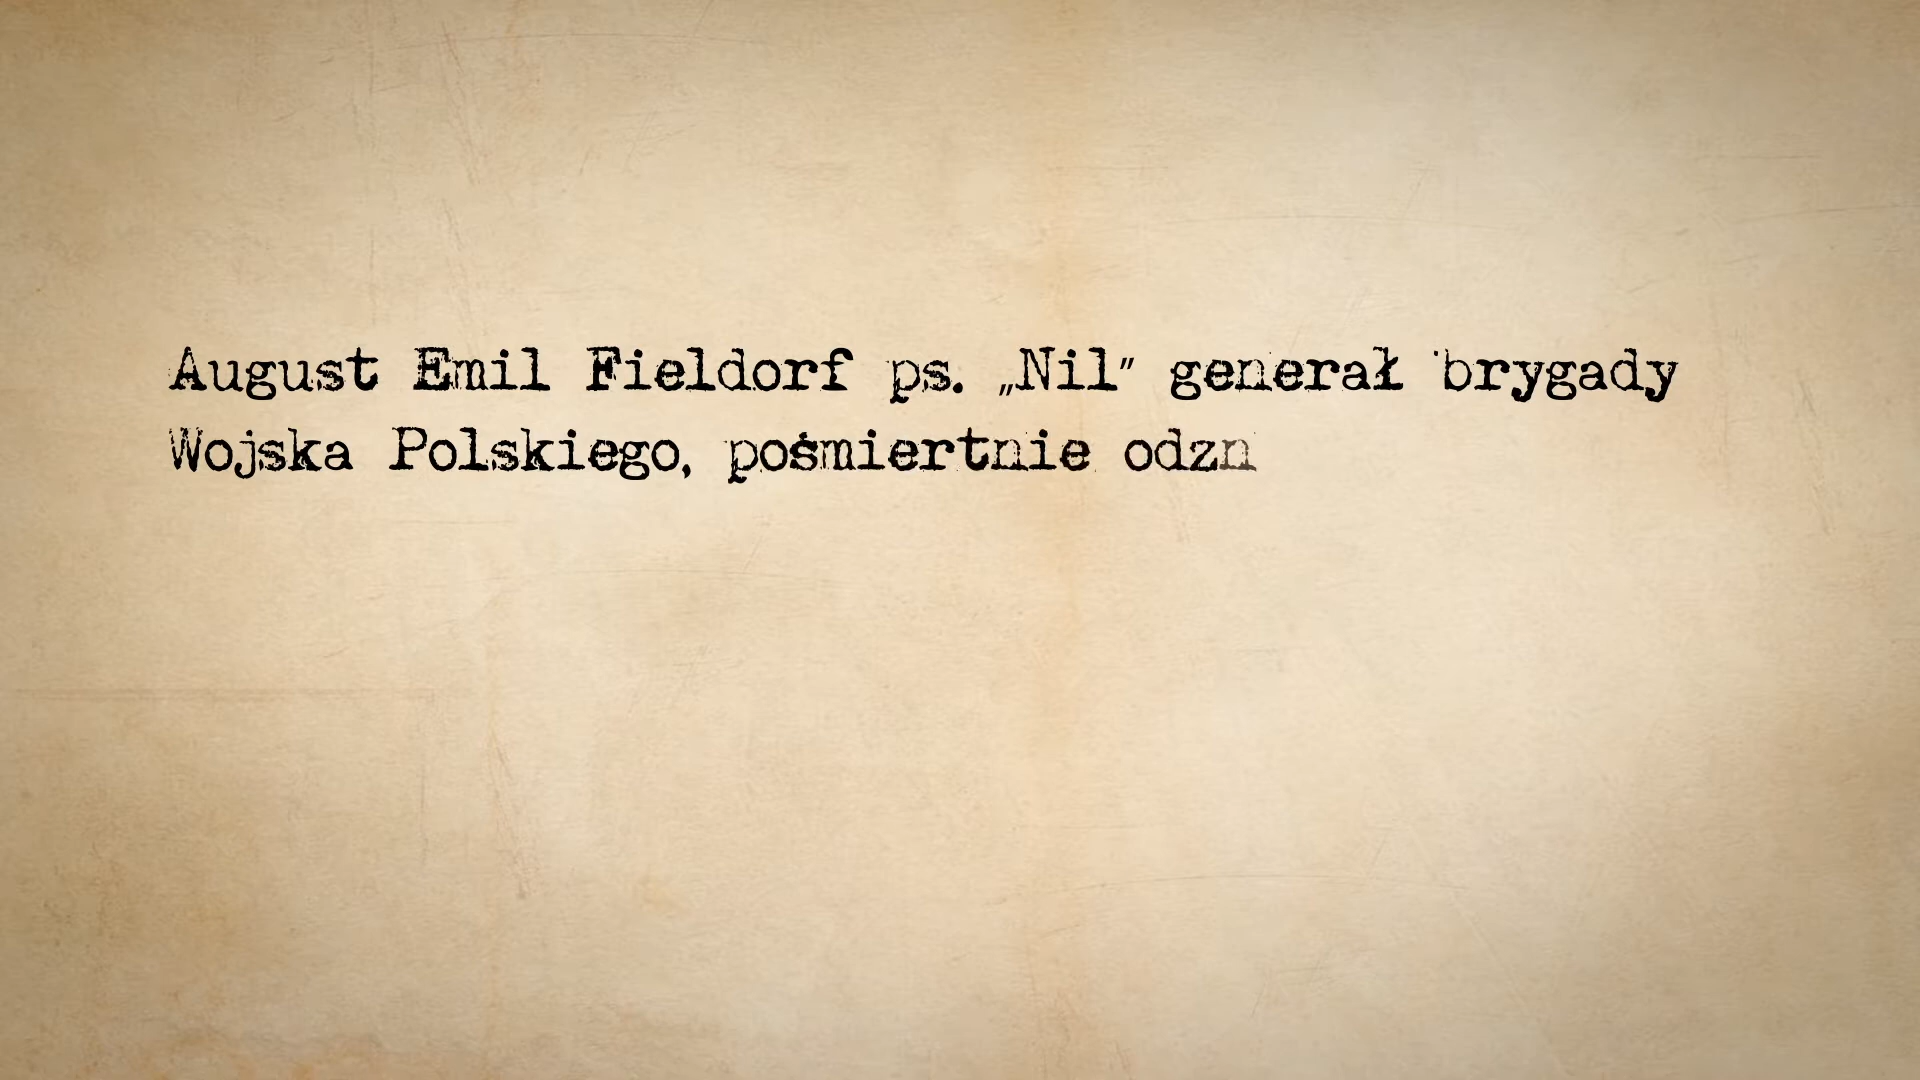 August Emil Fieldorf ps. „Nil” generał brygady
Wojska Polskiego, pośmiertnie odzn